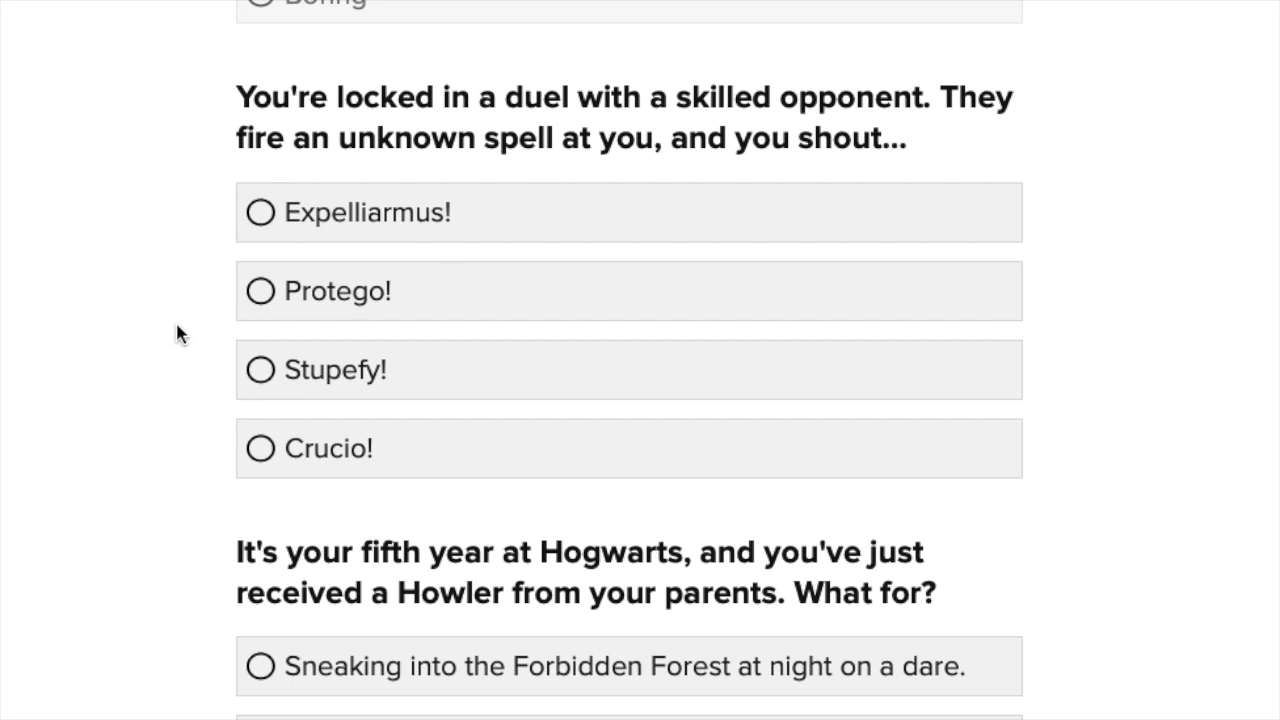 Boring
You're locked in a duel with a skilled opponent. They
fire an unknown spell at you, and you shout...
Expelliarmus!
Protego!
Stupefy!
Crucio!
It's your fifth year at Hogwarts, and you've just
received a Howler from your parents. What for?
Sneaking into the Forbidden Forest at night on a dare.